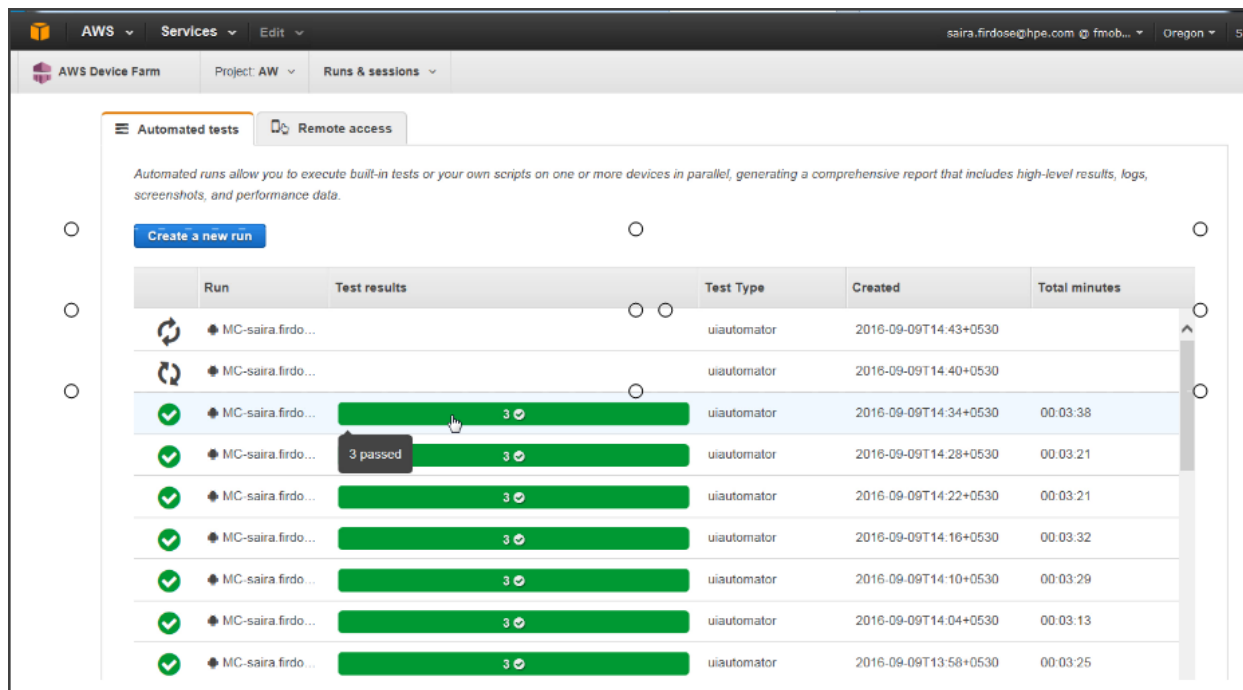 AWS Services Edit saira.firdose@hpe.com @ fmob... Oregon S
AWS Device Farm Project: AW Runs & sessions
Automated tests Remote access
Automated runs allow you to execute built-in tests or your own scripts on one or more devices in parallel, generating a comprehensive report that includes high-level results, logs,
screenshots, and performance data.
Create a new run
Run Test results Test Type Created Total minutes
MC-saira.firdo... uiautomator 2016-09-09T14:43+0530
MC-saira.firdo... uiautomator 2016-09-09T14:40+0530
MC-saira.firdo... 3 uiautomator 2016-09-09T14:34+0530 00:03:38
3 passed
MC-saira.firdo... 3 uiautomator 2016-09-09T14:28+0530 00:03:21
MC-saira.firdo... 3 uiautomator 2016-09-09T14:22+0530 00:03:21
MC-saira.firdo... 3 uiautomator 2016-09-09T14:16+0530 00:03:32
MC-saira.firdo... 3 uiautomator 2016-09-09T14:10+0530 00:03:29
MC-saira.firdo... 3 uiautomator 2016-09-09T14:04+0530 00:03:13
MC-saira.firdo... 3 uiautomator 2016-09-09T13:58+0530 00:03:25